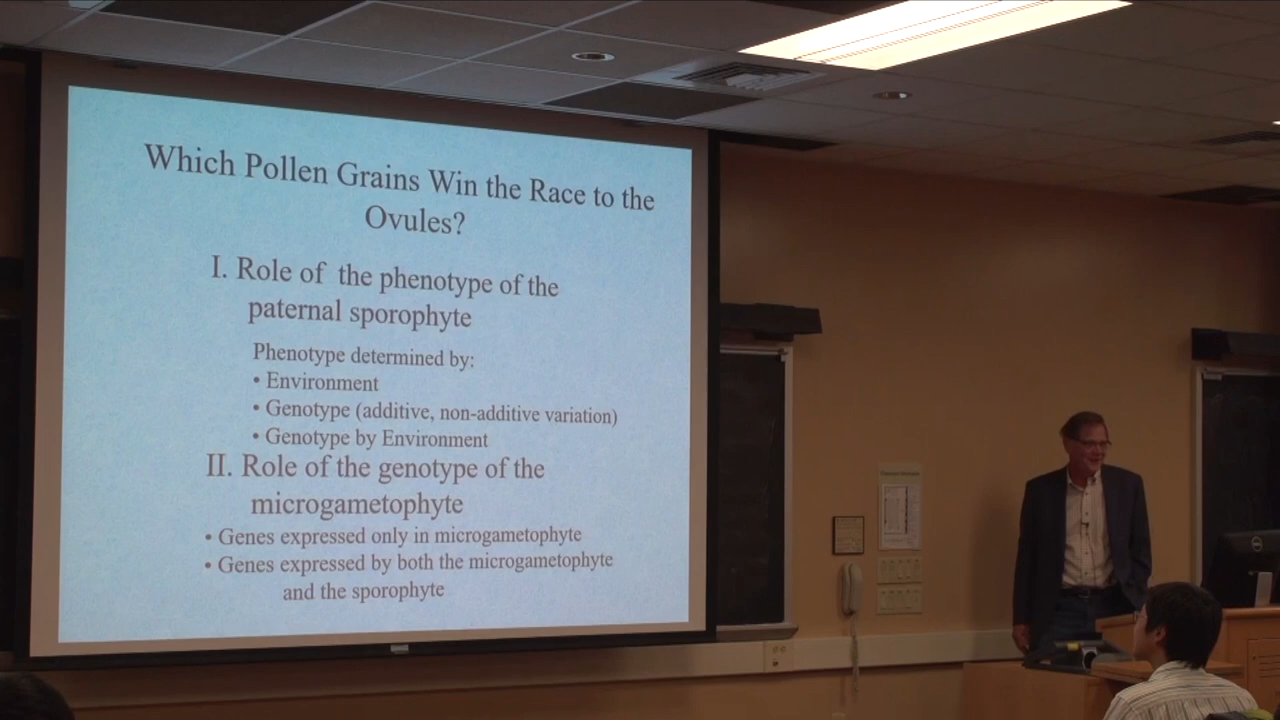 Which Pollen Grains Win the Race to the
Ovules?
I. Role of the phenotype of the
paternal sporophyte
Phenotype determined by:
• Environment
• Genotype (additive, non-additive variation)
• Genotype by Environment
II. Role of the genotype of the
microgametophyte
• Genes expressed only in microgametophyte
• Genes expressed by both the microgametophyte
and the sporophyte
DELL